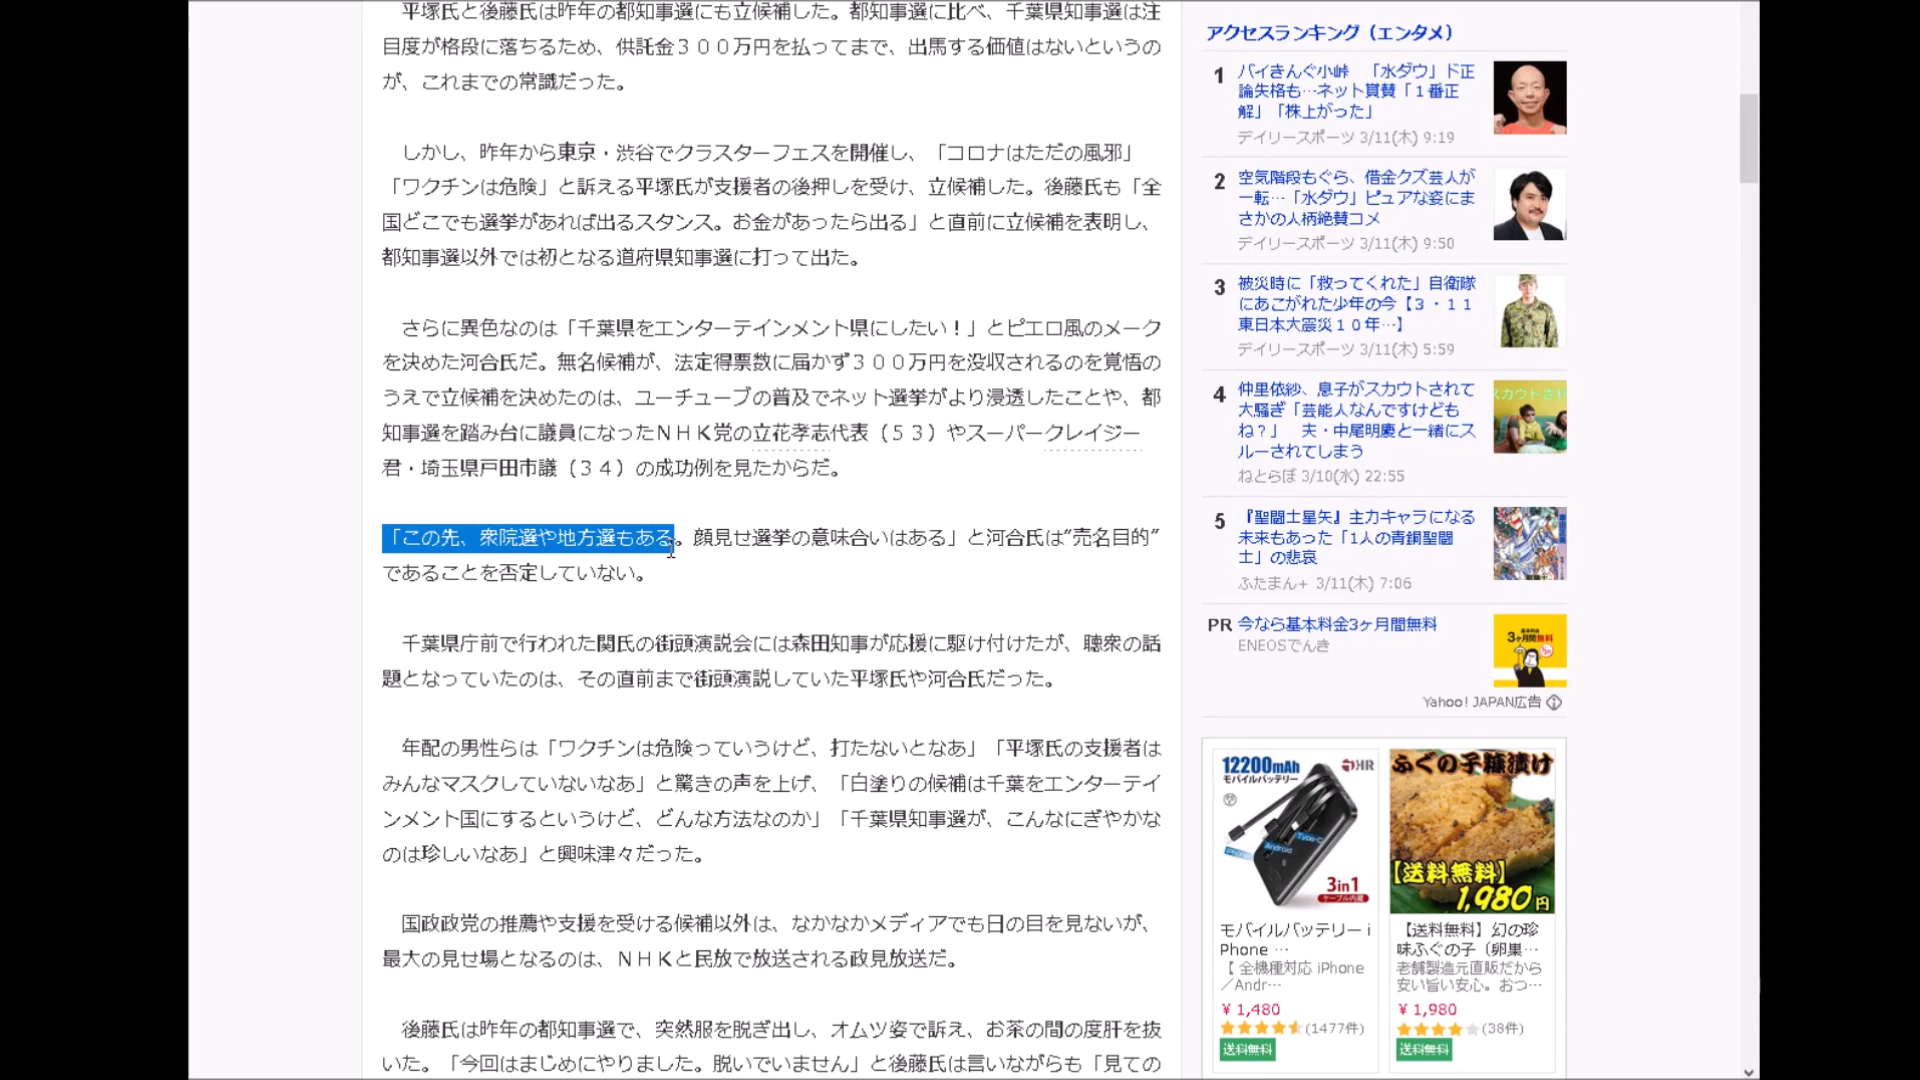 平塚氏と後藤氏は昨年の都知事選にも立候補した。都知事選に比べ、千葉県知事選は注
目度が格段に落ちるため、供託金３００万円を払ってまで、出馬する価値はないというの
が、これまでの常識だった。
しかし、昨年から東京・渋谷でクラスターフェスを開催し、「コロナはただの風邪」
「ワクチンは危険」と訴える平塚氏が支援者の後押しを受け、立候補した。後藤氏も「全
国どこでも選挙があれば出るスタンス。お金があったら出る」と直前に立候補を表明し、
都知事選以外では初となる道府県知事選に打って出た。
さらに異色なのは「千葉県をエンターテインメント県にしたい！」とピエロ風のメーク
を決めた河合氏だ。無名候補が、法定得票数に届かず３００万円を没収されるのを覚悟の
うえで立候補を決めたのは、ユーチューブの普及でネット選挙がより浸透したことや、都
知事選を踏み台に議員になったＮＨＫ党の立花孝志代表（５３）やスーパークレイジー
君・埼玉県戸田市議（３４）の成功例を見たからだ。
「この先、衆院選や地方選もある。顔見せ選挙の意味合いはある」と河合氏は“売名目的”
であることを否定していない。
千葉県庁前で行われた関氏の街頭演説会には森田知事が応援に駆け付けたが、聴衆の話
題となっていたのは、その直前まで街頭演説していた平塚氏や河合氏だった。
年配の男性らは「ワクチンは危険っていうけど、打たないとなあ」「平塚氏の支援者は
みんなマスクしていないなあ」と驚きの声を上げ、「白塗りの候補は千葉をエンターテイ
ンメント国にするというけど、どんな方法なのか」「千葉県知事選が、こんなにぎやかな
のは珍しいなあ」と興味津々だった。
国政政党の推薦や支援を受ける候補以外は、なかなかメディアでも日の目を見ないが、
最大の見せ場となるのは、ＮＨＫと民放で放送される政見放送だ。
後藤氏は昨年の都知事選で、突然服を脱ぎ出し、オムツ姿で訴え、お茶の間の度肝を抜
いた。「今回はまじめにやりました。脱いでいません」と後藤氏は言いながらも「見ての
アクセスランキング（エンタメ）
1
バイきんぐ小峠　「水ダウ」ド正
論失格も…ネット賞賛「１番正
解」「株上がった」
デイリースポーツ 3/11(木) 9:19
2
空気階段もぐら、借金クズ芸人が
一転…「水ダウ」ピュアな姿にま
さかの人柄絶賛コメ
デイリースポーツ 3/11(木) 9:50
3
被災時に「救ってくれた」自衛隊
にあこがれた少年の今【３・１１
東日本大震災１０年…】
デイリースポーツ 3/11(木) 5:59
4
仲里依紗、息子がスカウトされて
大騒ぎ「芸能人なんですけども
ね？」　夫・中尾明慶と一緒にス
ルーされてしまう
ねとらぼ 3/10(水) 22:55
5
『聖闘士星矢』主力キャラになる
未来もあった「1人の青銅聖闘
士」の悲哀
ふたまん+ 3/11(木) 7:06
PR
今なら基本料金3ヶ月間無料
ENEOSでんき
3ヶ月間無料
Yahoo! JAPAN広告
12200mAh
モバイルバッテリー
HR
Type-C
Android
3in1
ケーブル内蔵
モバイルバッテリー i
Phone …
【 全機種対応 iPhone
／Andr…
¥ 1,480
(1477件)
送料無料
ふぐの子糠漬け
【送料無料】
1,980円
【送料無料】幻の珍
味ふぐの子（卵巣…
老舗製造元直販だから
安い旨い安心。おつ…
¥ 1,980
(38件)
送料無料